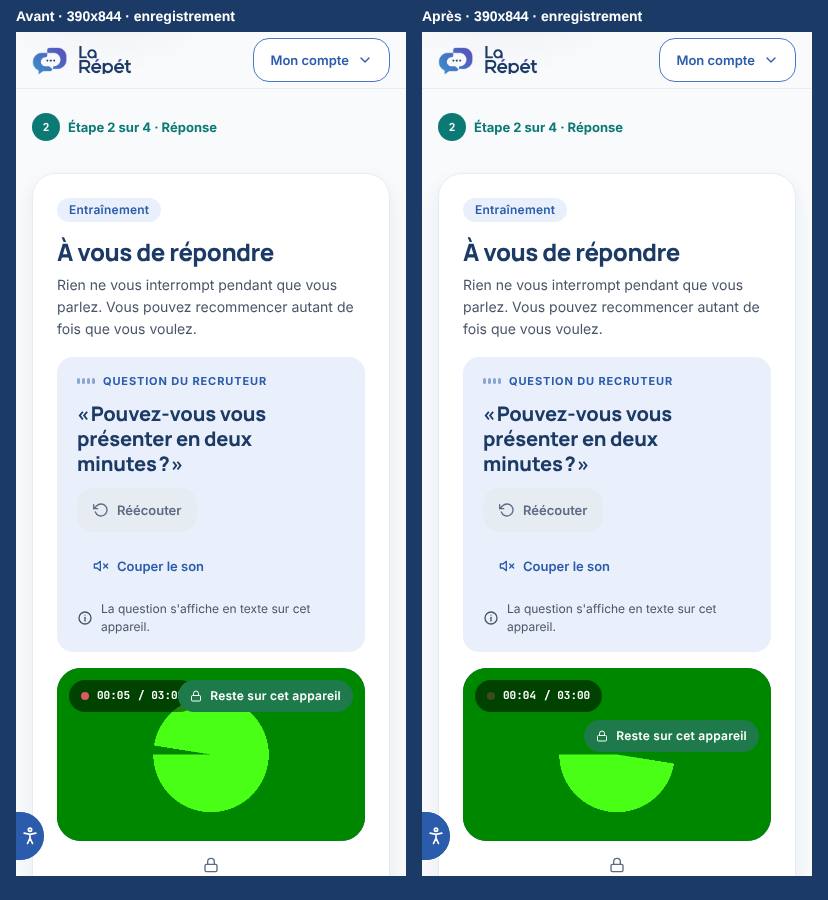 Avant · 390x844 · enregistrement
La
Répét
Mon compte
2
Étape 2 sur 4 · Réponse
Entraînement
À vous de répondre
Rien ne vous interrompt pendant que vous
parlez. Vous pouvez recommencer autant de
fois que vous voulez.
QUESTION DU RECRUTEUR
« Pouvez-vous vous
présenter en deux
minutes ? »
Réécouter
Couper le son
La question s'affiche en texte sur cet
appareil.
00:05 / 03:0
Reste sur cet appareil
Après · 390x844 · enregistrement
La
Répét
Mon compte
2
Étape 2 sur 4 · Réponse
Entraînement
À vous de répondre
Rien ne vous interrompt pendant que vous
parlez. Vous pouvez recommencer autant de
fois que vous voulez.
QUESTION DU RECRUTEUR
« Pouvez-vous vous
présenter en deux
minutes ? »
Réécouter
Couper le son
La question s'affiche en texte sur cet
appareil.
00:04 / 03:00
Reste sur cet appareil